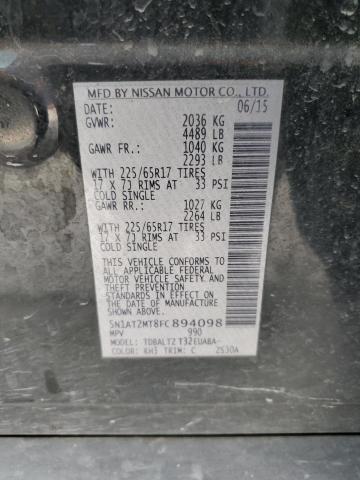 MFD BY NISSAN MOTOR CO., LTD.
DATE: 06/15
GVWR: 2036 KG
4489 LB
GAWR FR.: 1040 KG
2293 LB
WITH 225/65R17 TIRES
17 X 7J RIMS AT 33 PSI
COLD SINGLE
GAWR RR.: 1027 KG
2264 LB
WITH 225/65R17 TIRES
17 X 7J RIMS AT 33 PSI
COLD SINGLE
THIS VEHICLE CONFORMS TO ALL
APPLICABLE FEDERAL
MOTOR VEHICLE SAFETY AND
THEFT PREVENTION STANDARDS
IN EFFECT ON THE
DATE OF MANUFACTURE
SHOWN ABOVE.
5N1AT2MT8FC894098
MPV 990
MODEL: TDBALTZ T32EUABA-
COLOR: KH3 TRIM: C 2530A